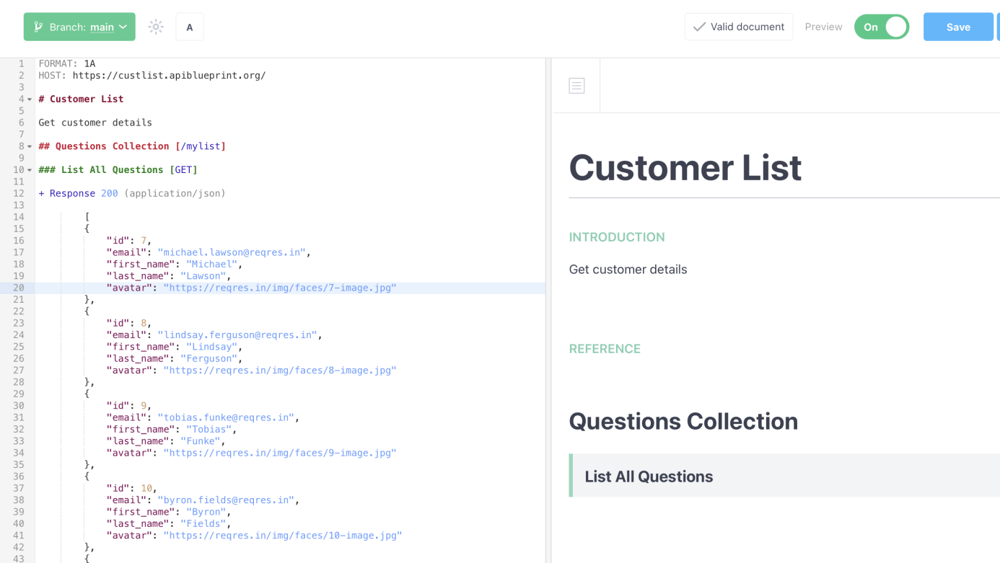 Branch: main
A
Valid document
Preview
On
Save
1 FORMAT: 1A
2 HOST: https://custlist.apiblueprint.org/
3
4 # Customer List
5
6 Get customer details
7
8 ## Questions Collection [/mylist]
9
10 ### List All Questions [GET]
11
12 + Response 200 (application/json)
13
14 [
15 {
16 "id": 7,
17 "email": "michael.lawson@reqres.in",
18 "first_name": "Michael",
19 "last_name": "Lawson",
20 "avatar": "https://reqres.in/img/faces/7-image.jpg"
21 },
22 {
23 "id": 8,
24 "email": "lindsay.ferguson@reqres.in",
25 "first_name": "Lindsay",
26 "last_name": "Ferguson",
27 "avatar": "https://reqres.in/img/faces/8-image.jpg"
28 },
29 {
30 "id": 9,
31 "email": "tobias.funke@reqres.in",
32 "first_name": "Tobias",
33 "last_name": "Funke",
34 "avatar": "https://reqres.in/img/faces/9-image.jpg"
35 },
36 {
37 "id": 10,
38 "email": "byron.fields@reqres.in",
39 "first_name": "Byron",
40 "last_name": "Fields",
41 "avatar": "https://reqres.in/img/faces/10-image.jpg"
42 },
43 {
Customer List
INTRODUCTION
Get customer details
REFERENCE
Questions Collection
List All Questions